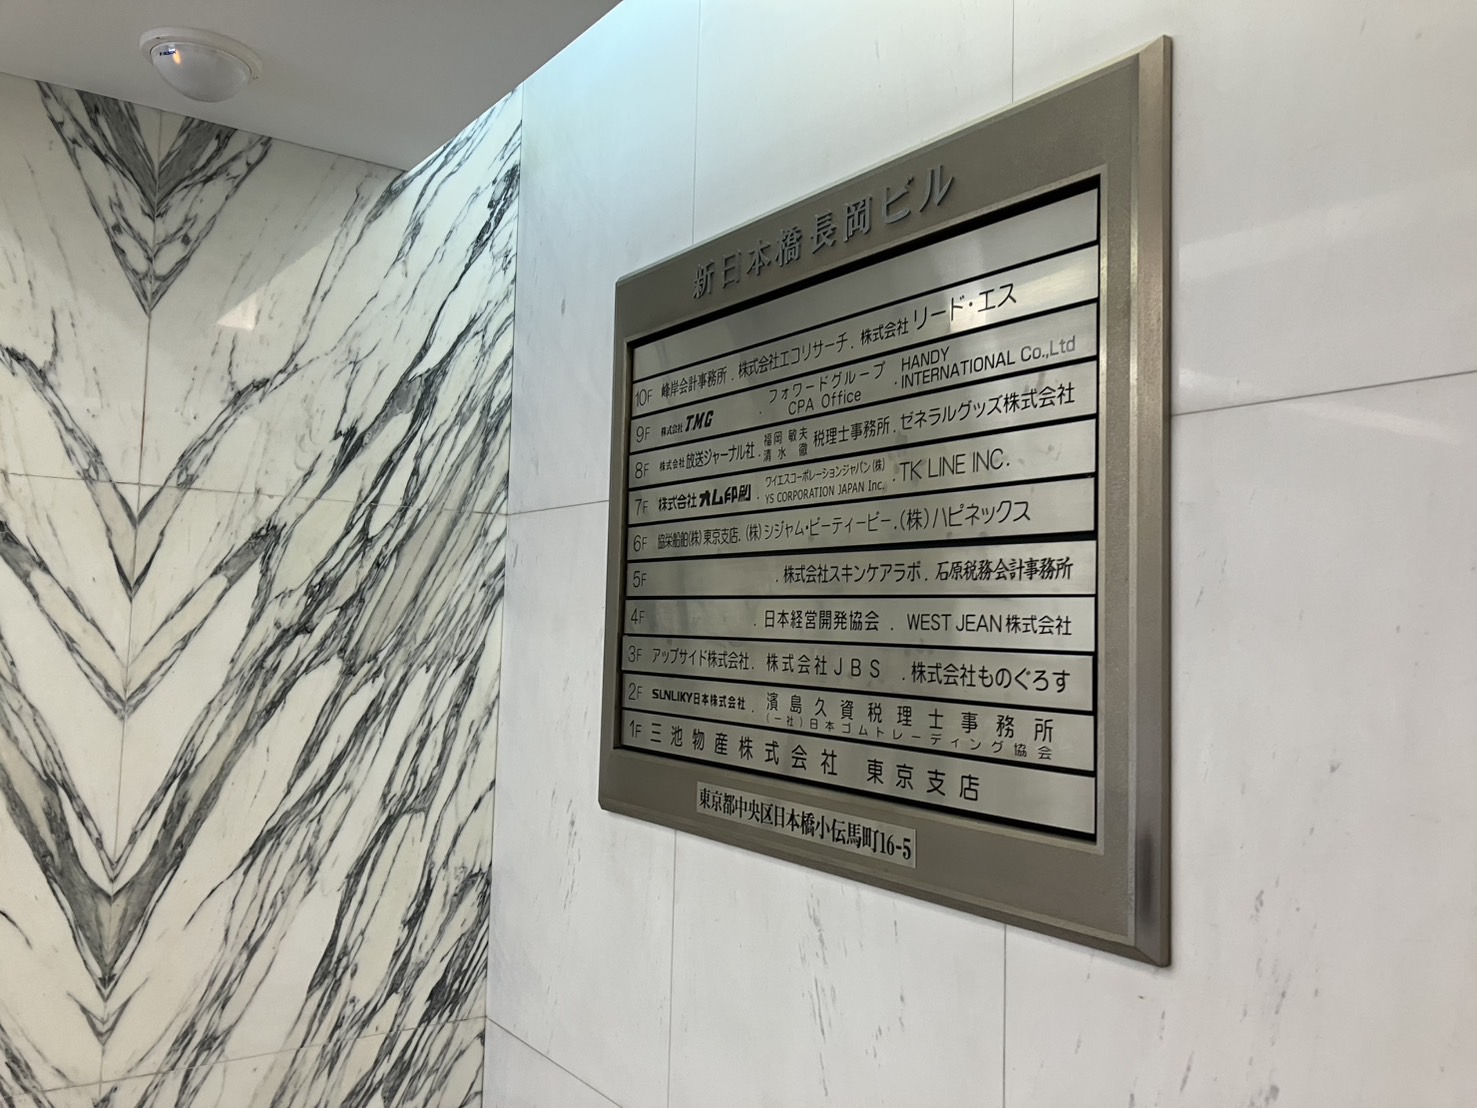 新日本橋長岡ビル
10F 峰岸会計事務所 . 株式会社エコリサーチ . 株式会社リード・エス
9F 株式会社TMG . フォワードグループ CPA Office . HANDY INTERNATIONAL Co.,Ltd
8F 株式会社放送ジャーナル社 . 福岡敏夫 清水徹 税理士事務所 . ゼネラルグッズ株式会社
7F 株式会社オム印刷 . ワイエスコーポレーションジャパン(株) YS CORPORATION JAPAN Inc. . TK LINE INC.
6F 協栄船舶(株)東京支店 . (株)シジャム・ビーティービー . (株)ハピネックス
5F . 株式会社スキンケアラボ . 石原税務会計事務所
4F . 日本経営開発協会 . WEST JEAN株式会社
3F アップサイド株式会社 . 株式会社JBS . 株式会社ものぐろす
2F SUNLIKY日本株式会社 . 濱島久資税理士事務所 (一社)日本ゴムトレーディング協会
1F 三池物産株式会社 東京支店
東京都中央区日本橋小伝馬町16-5